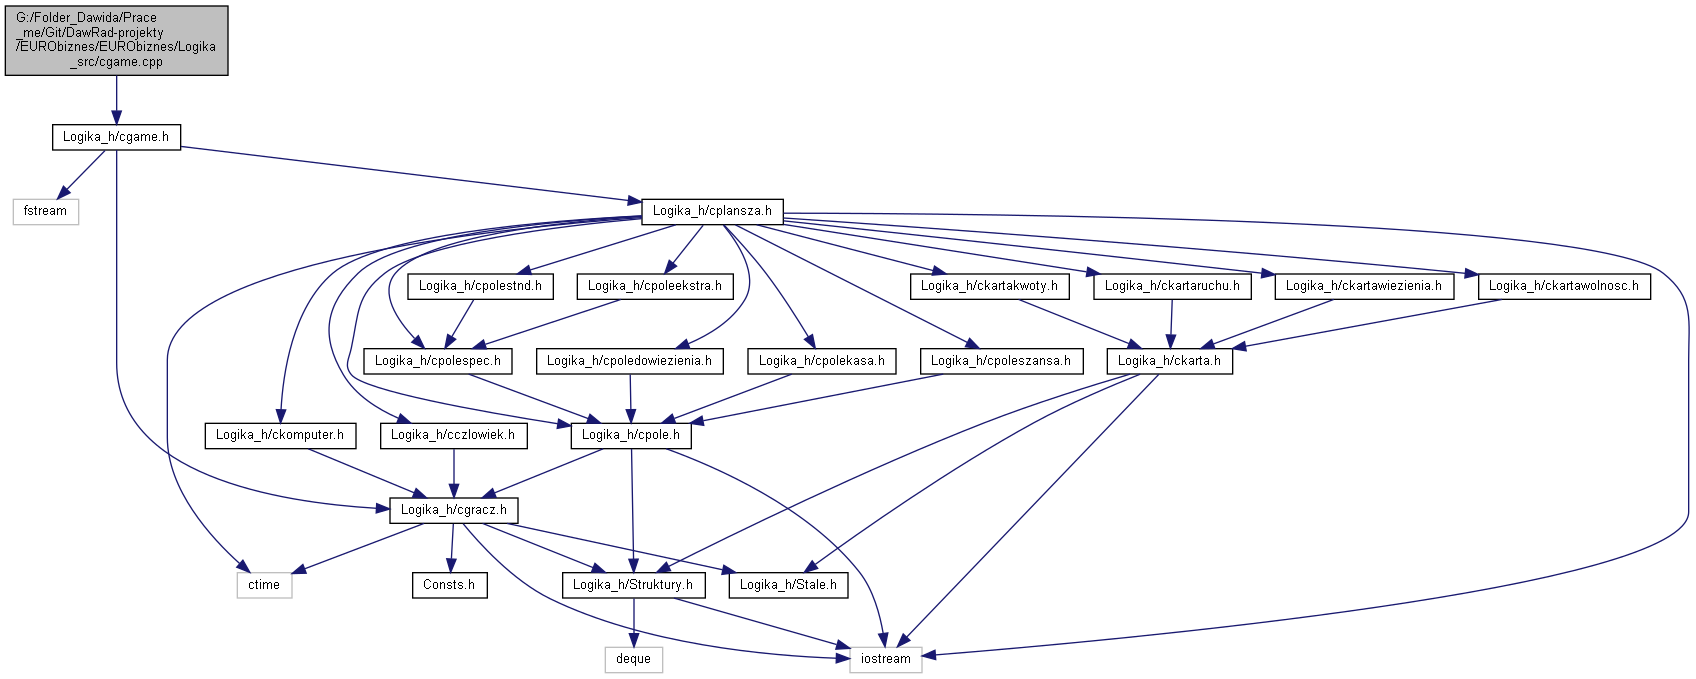 G:/Folder_Dawida/Prace
_me/Git/DawRad-projekty
/EURObiznes/EURObiznes/Logika
_src/cgame.cpp
Logika_h/cgame.h
fstream
Logika_h/cplansza.h
Logika_h/cpolestnd.h
Logika_h/cpoleekstra.h
Logika_h/ckartakwoty.h
Logika_h/ckartaruchu.h
Logika_h/ckartawiezienia.h
Logika_h/ckartawolnosc.h
Logika_h/cpolespec.h
Logika_h/cpoledowiezienia.h
Logika_h/cpolekasa.h
Logika_h/cpoleszansa.h
Logika_h/ckarta.h
Logika_h/ckomputer.h
Logika_h/cczlowiek.h
Logika_h/cpole.h
Logika_h/cgracz.h
ctime
Consts.h
Logika_h/Struktury.h
Logika_h/Stale.h
deque
iostream